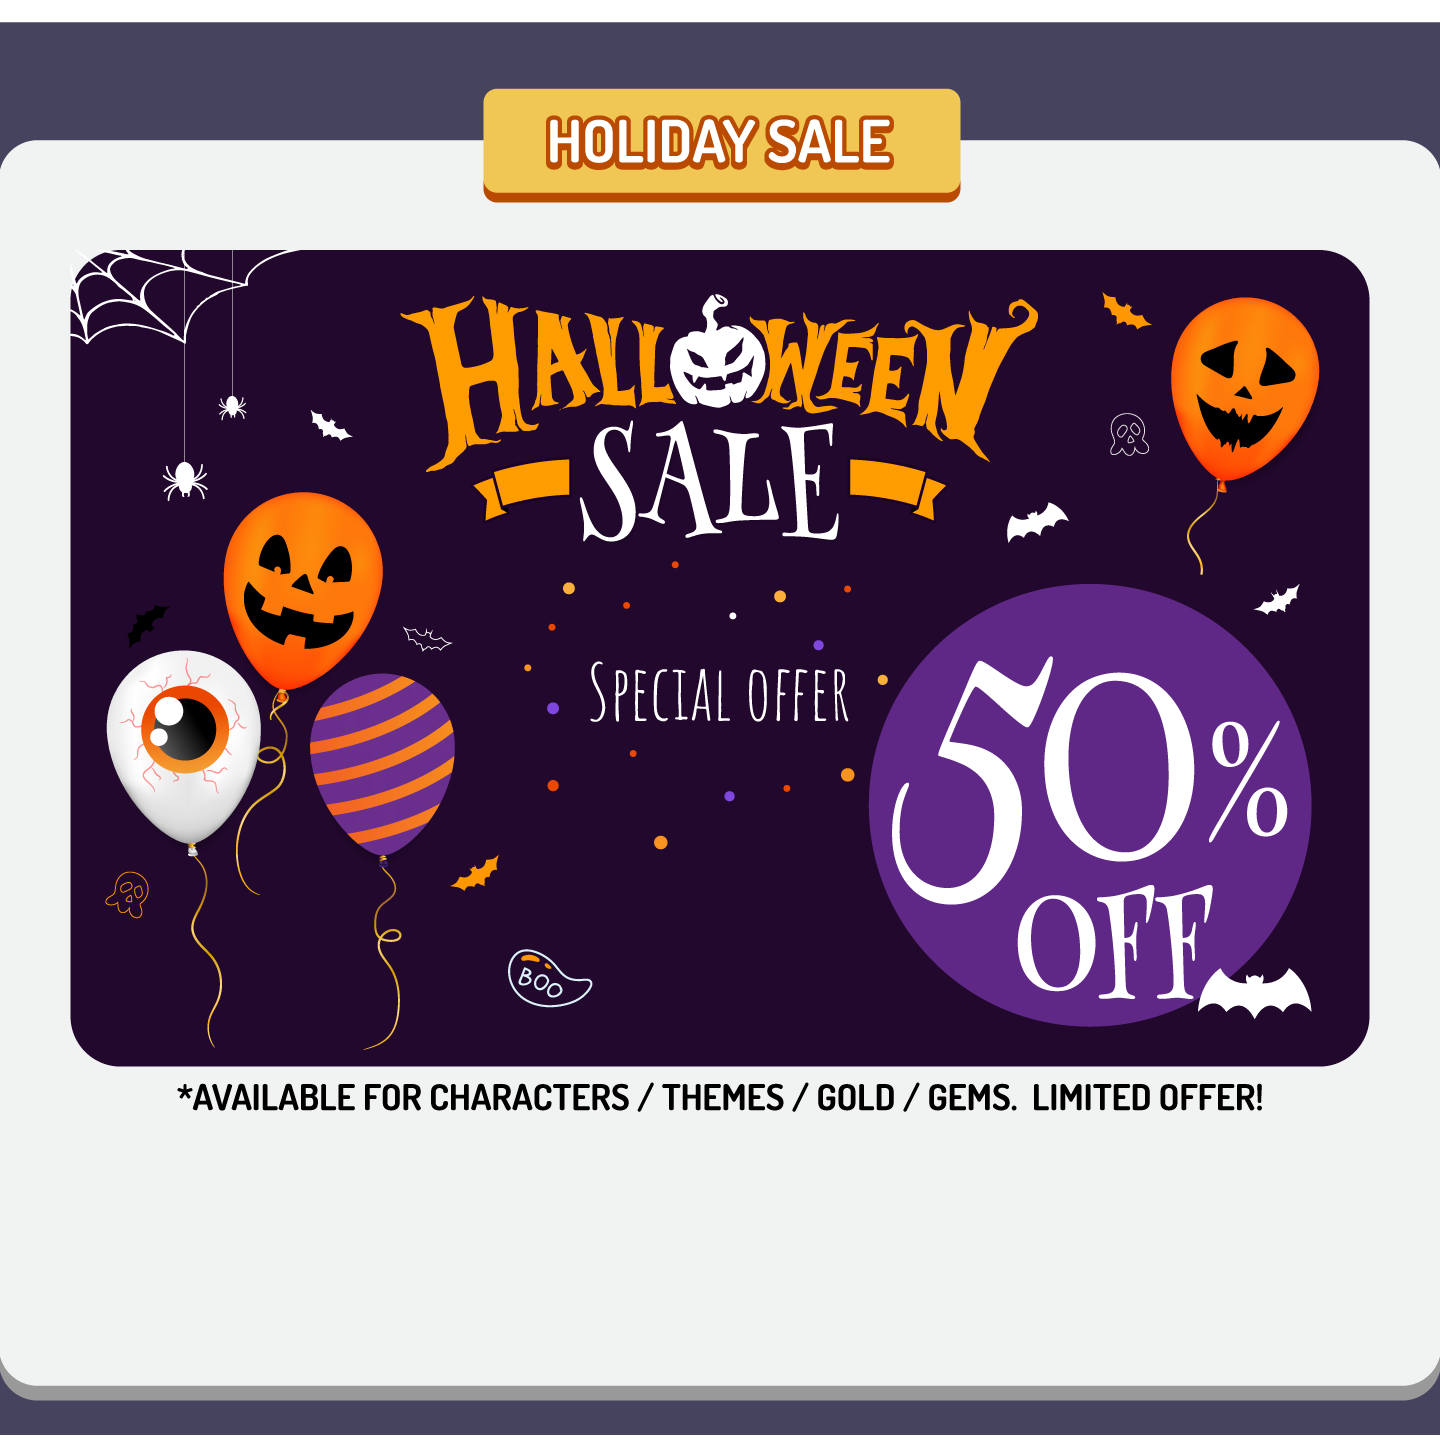 HOLIDAY SALE
HALLOWEEN
SALE
SPECIAL OFFER
50%
OFF
BOO
*AVAILABLE FOR CHARACTERS / THEMES / GOLD / GEMS.  LIMITED OFFER!